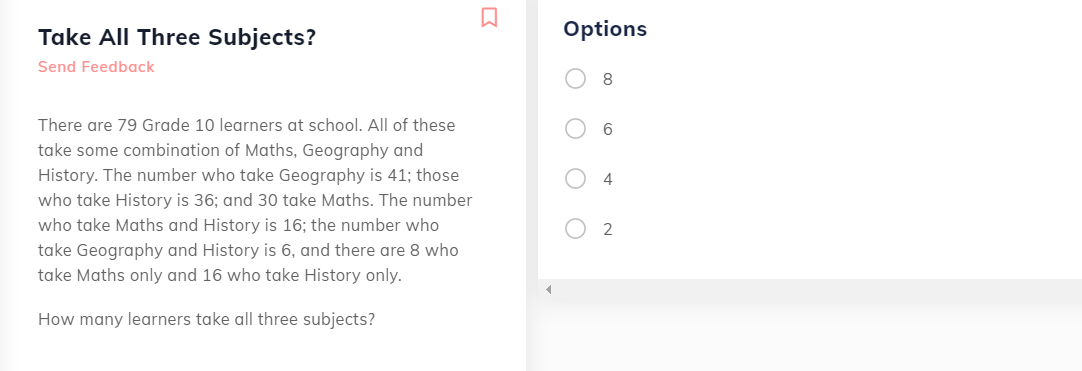 Take All Three Subjects?
Send Feedback
There are 79 Grade 10 learners at school. All of these
take some combination of Maths, Geography and
History. The number who take Geography is 41; those
who take History is 36; and 30 take Maths. The number
who take Maths and History is 16; the number who
take Geography and History is 6, and there are 8 who
take Maths only and 16 who take History only.
How many learners take all three subjects?
Options
8
6
4
2